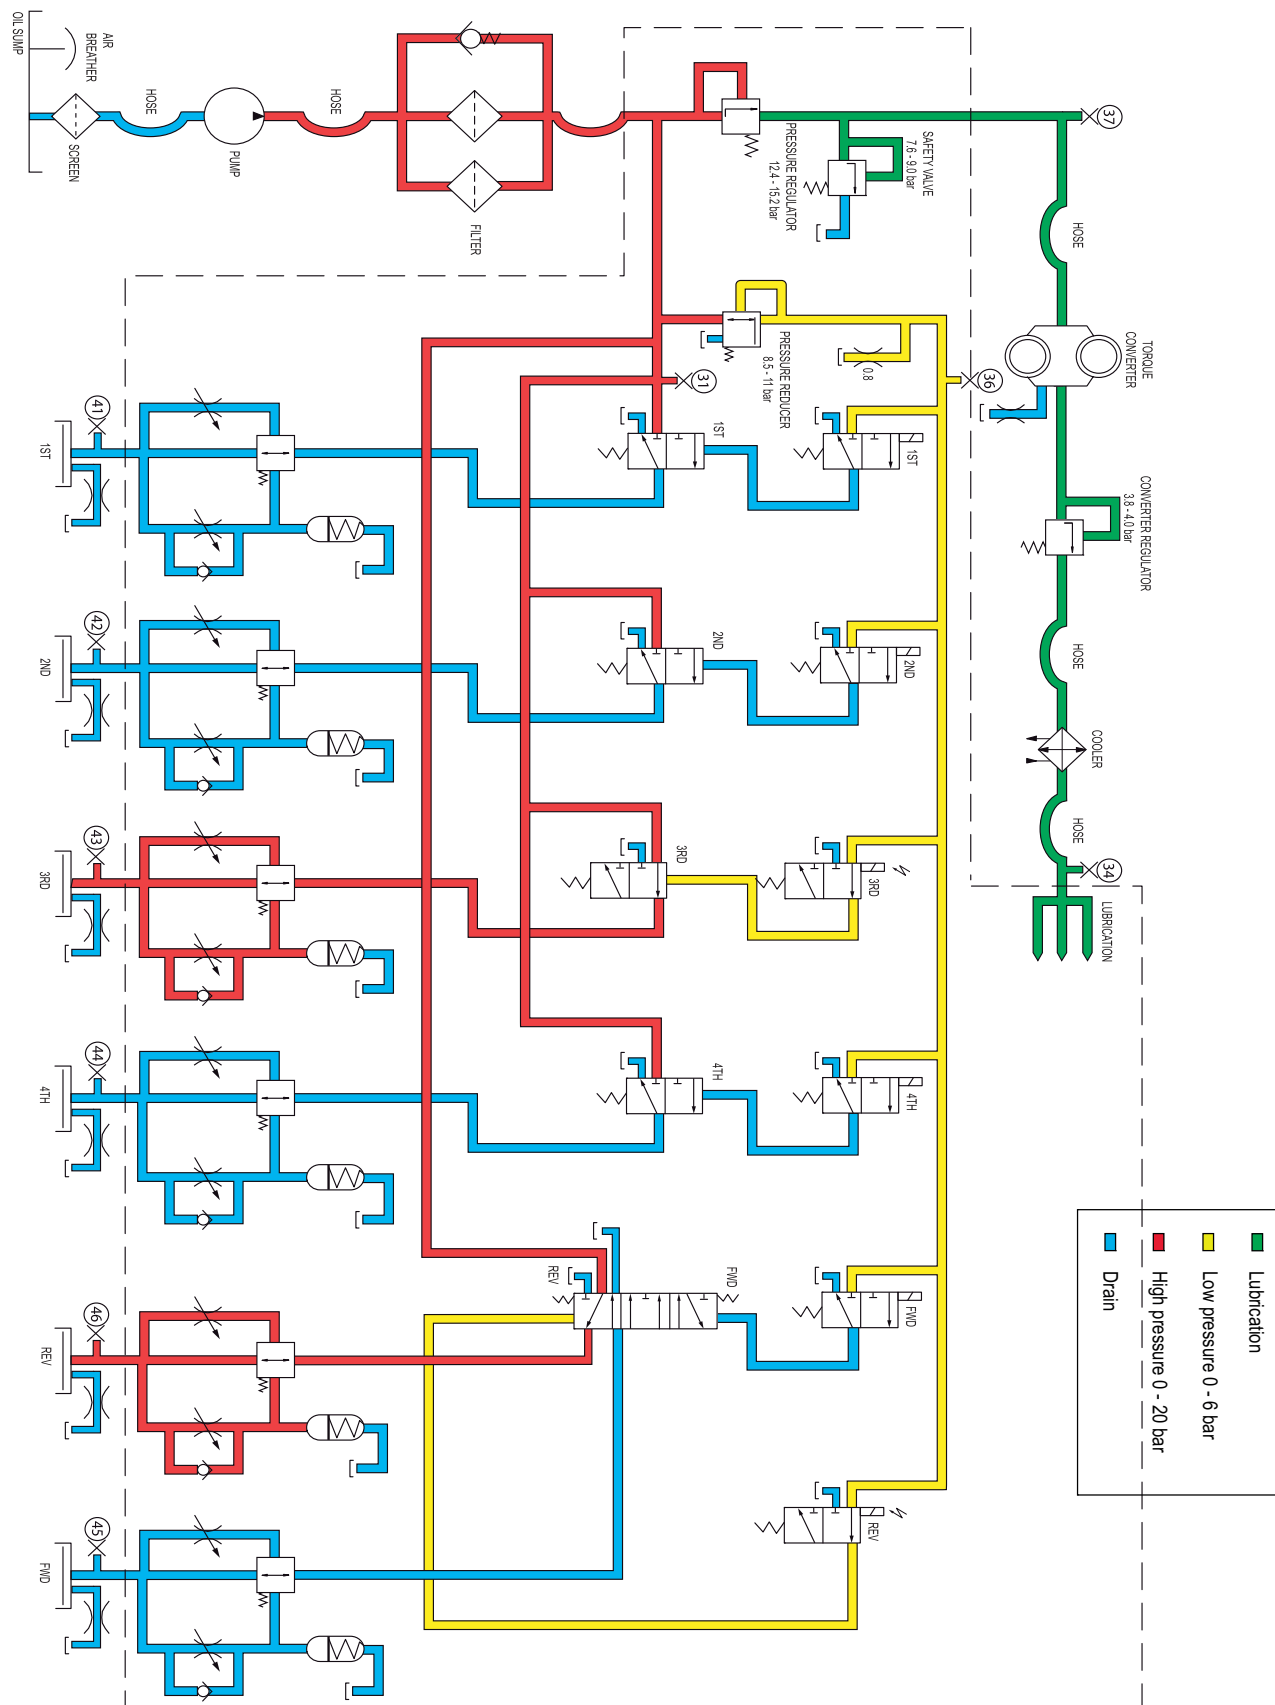 OIL SUMP
AIR
BREATHER
SCREEN
HOSE
PUMP
HOSE
FILTER
PRESSURE REGULATOR
12.4 - 15.2 bar
SAFETY VALVE
7.6 - 9.0 bar
37
HOSE
TORQUE
CONVERTER
CONVERTER REGULATOR
3.8 - 4.0 bar
HOSE
COOLER
HOSE
34
LUBRICATION
PRESSURE REDUCER
8.5 - 11 bar
0.8
36
31
1ST
1ST
2ND
2ND
3RD
3RD
4TH
4TH
FWD
REV
FWD
REV
41
1ST
42
2ND
43
3RD
44
4TH
46
REV
45
FWD
Lubrication
Low pressure 0 - 6 bar
High pressure 0 - 20 bar
Drain